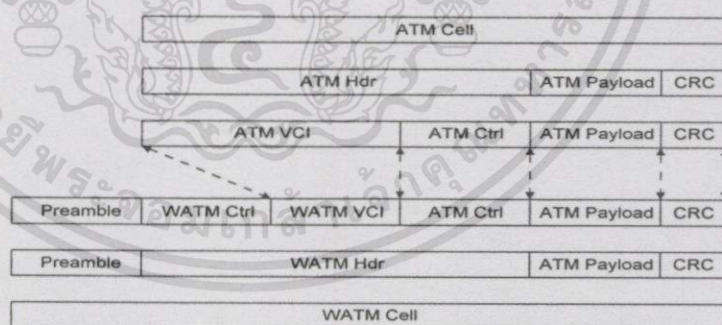 ATM Cell
ATM Hdr ATM Payload CRC
ATM VCI ATM Ctrl ATM Payload CRC
Preamble WATM Ctrl WATM VCI ATM Ctrl ATM Payload CRC
Preamble WATM Hdr ATM Payload CRC
WATM Cell